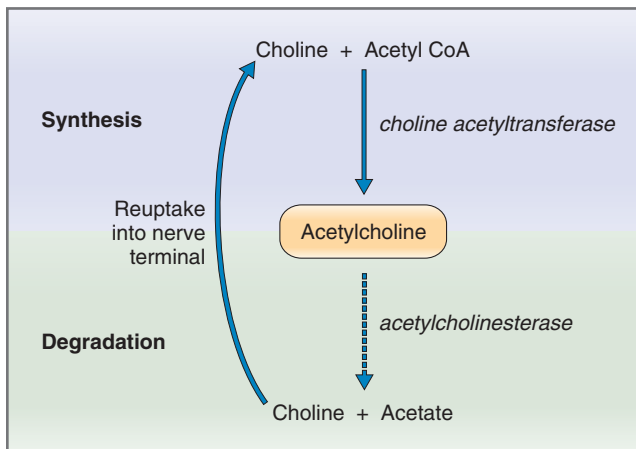 Choline + Acetyl CoA
Synthesis
choline acetyltransferase
Reuptake
into nerve
terminal
Acetylcholine
acetylcholinesterase
Degradation
Choline + Acetate